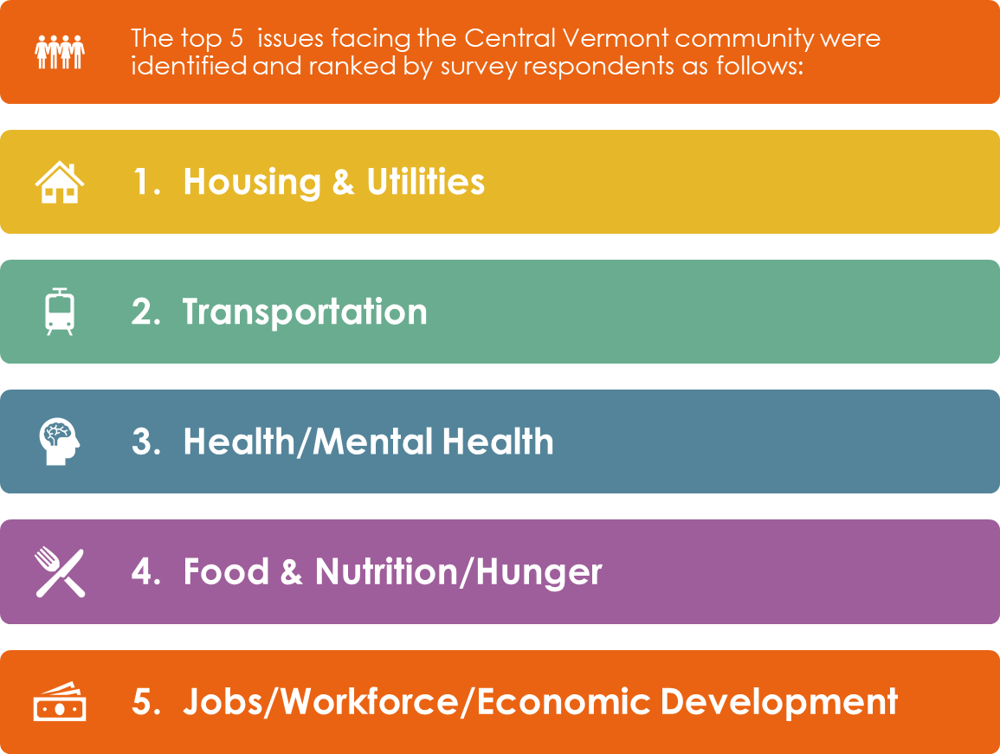 The top 5  issues facing the Central Vermont community were
identified and ranked by survey respondents as follows:
1. Housing & Utilities
2. Transportation
3. Health/Mental Health
4. Food & Nutrition/Hunger
5. Jobs/Workforce/Economic Development